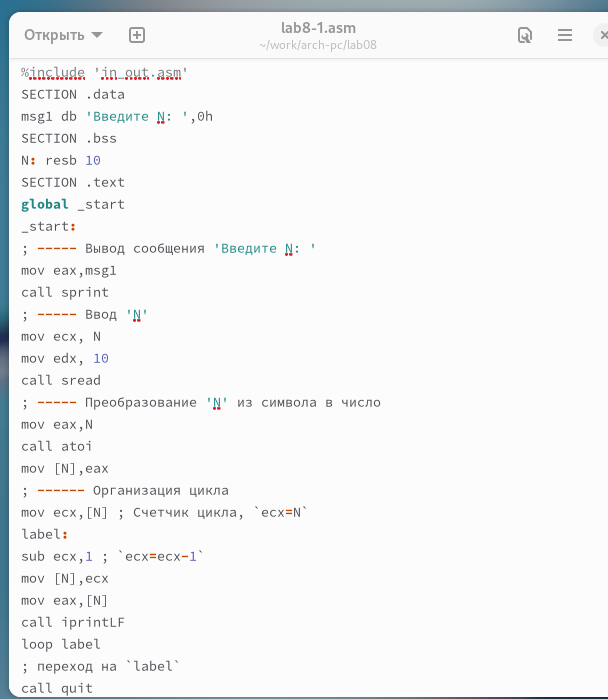 Открыть
lab8-1.asm
~/work/arch-pc/lab08
%include 'in_out.asm'
SECTION .data
msg1 db 'Введите N: ',0h
SECTION .bss
N: resb 10
SECTION .text
global _start
_start:
; ----- Вывод сообщения 'Введите N: '
mov eax,msg1
call sprint
; ----- Ввод 'N'
mov ecx, N
mov edx, 10
call sread
; ----- Преобразование 'N' из символа в число
mov eax,N
call atoi
mov [N],eax
; ------ Организация цикла
mov ecx,[N] ; Счетчик цикла, `ecx=N`
label:
sub ecx,1 ; `ecx=ecx-1`
mov [N],ecx
mov eax,[N]
call iprintLF
loop label
; переход на `label`
call quit